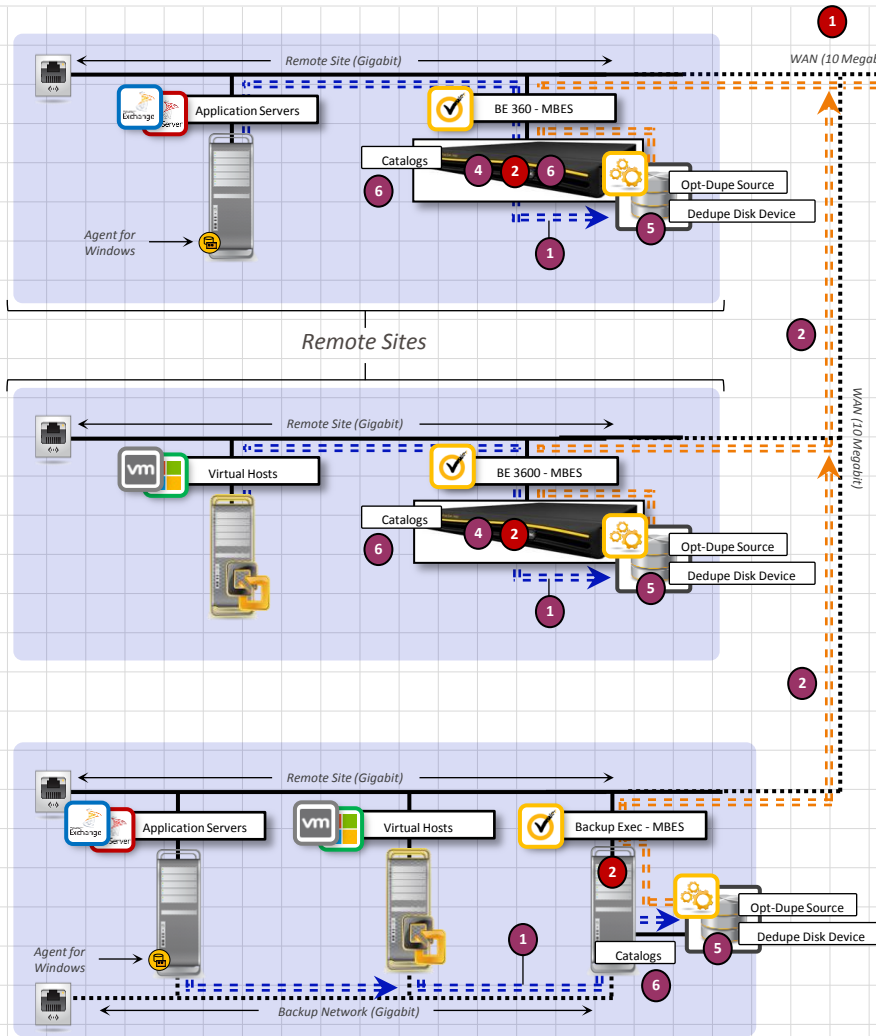 1
Remote Site (Gigabit)
WAN (10 Megab
Exchange
Server
Application Servers
BE 360 - MBES
Catalogs
4
2
6
6
Opt-Dupe Source
Dedupe Disk Device
5
Agent for
Windows
1
Remote Sites
2
WAN (10 Megabit)
Remote Site (Gigabit)
vm
Virtual Hosts
BE 3600 - MBES
Catalogs
4
2
6
Opt-Dupe Source
Dedupe Disk Device
5
1
2
Remote Site (Gigabit)
Exchange
Server
Application Servers
vm
Virtual Hosts
Backup Exec - MBES
2
Opt-Dupe Source
Dedupe Disk Device
5
Agent for
Windows
1
Catalogs
6
Backup Network (Gigabit)